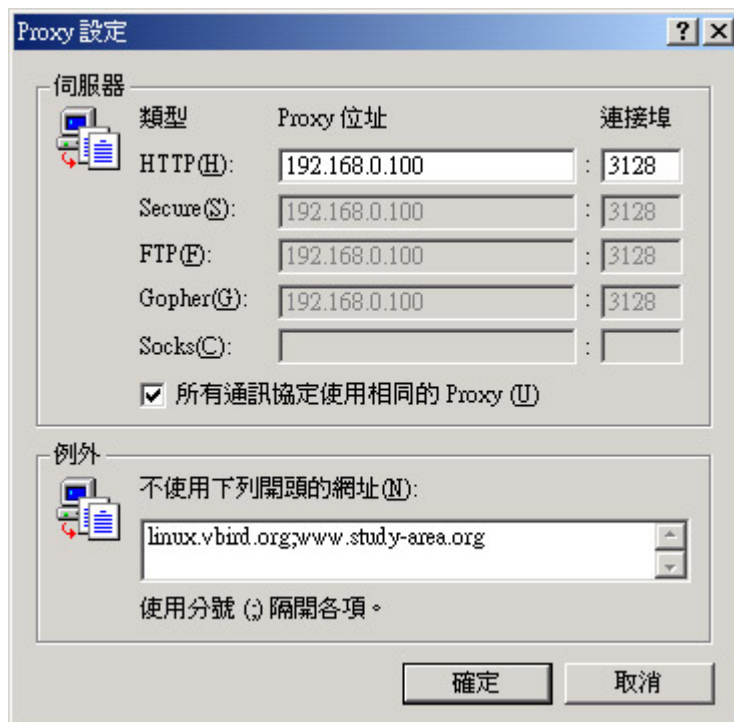 Proxy 設定
伺服器
類型 Proxy 位址 連接埠
HTTP(H): 192.168.0.100 : 3128
Secure(S): 192.168.0.100 : 3128
FTP(F): 192.168.0.100 : 3128
Gopher(G): 192.168.0.100 : 3128
Socks(C): :
所有通訊協定使用相同的 Proxy (U)
例外
不使用下列開頭的網址(N):
linux.vbird.org;www.study-area.org
使用分號 (;) 隔開各項。
確定 取消